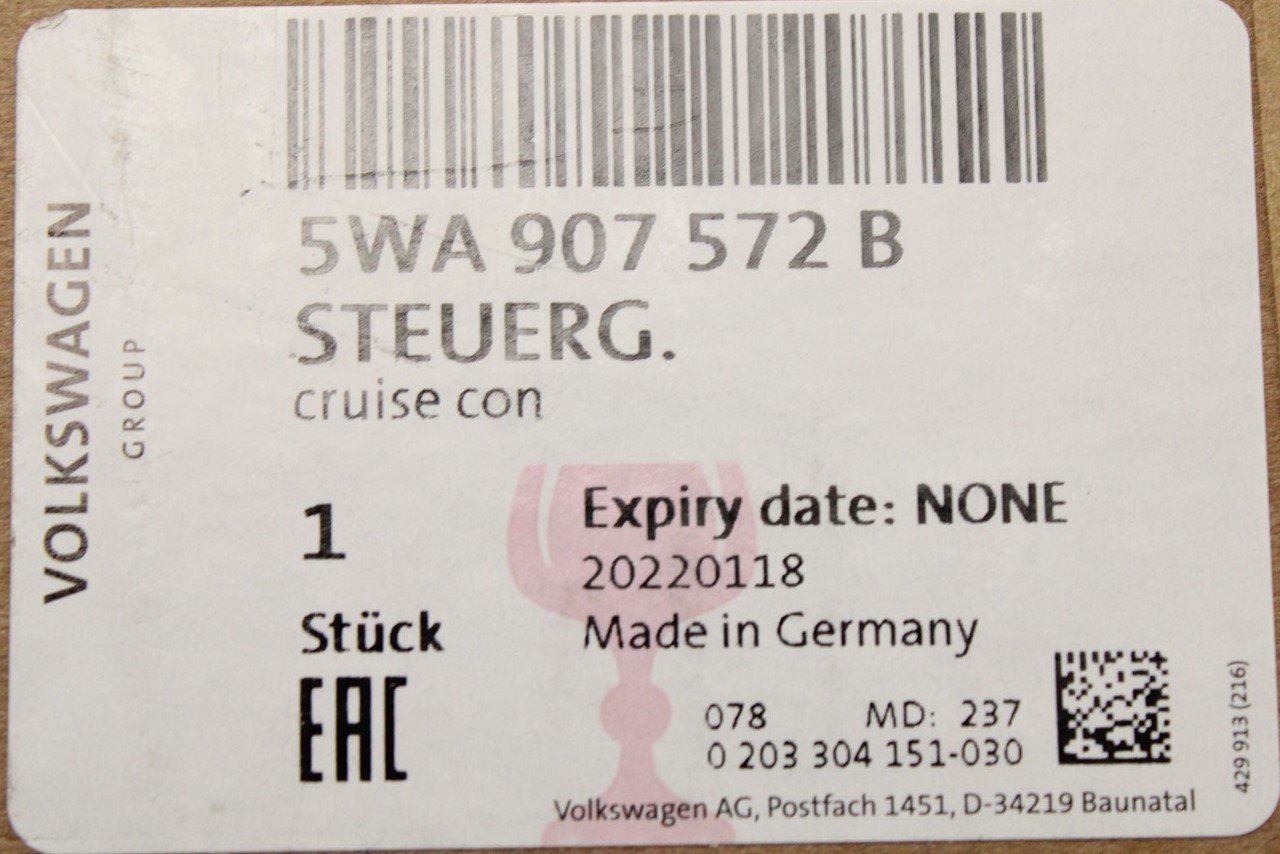 VOLKSWAGEN
GROUP
5WA 907 572 B
STEUERG.
cruise con
1
Expiry date: NONE
20220118
Stück
Made in Germany
EAC
078 MD: 237
0 203 304 151-030
429 913 (216)
Volkswagen AG, Postfach 1451, D-34219 Baunatal